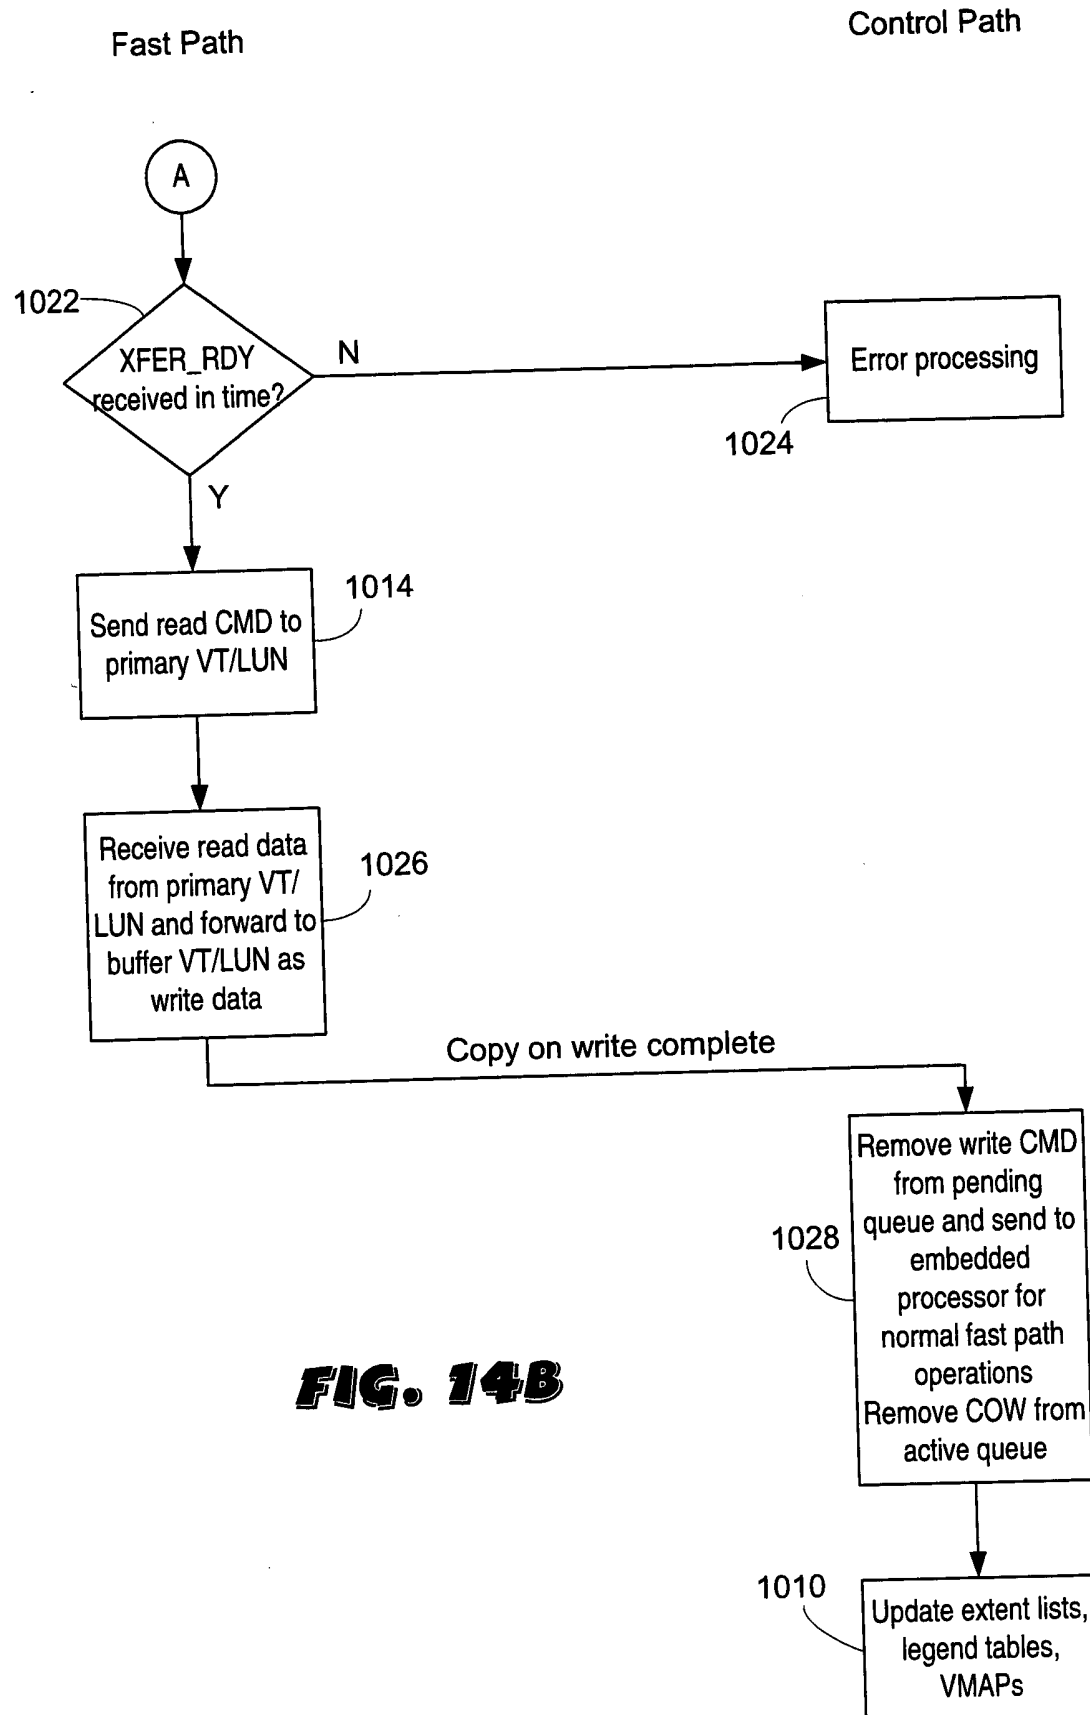 Fast Path
Control Path
A
1022
XFER_RDY
received in time?
N
Error processing
1024
Y
1014
Send read CMD to
primary VT/LUN
Receive read data
from primary VT/
LUN and forward to
buffer VT/LUN as
write data
1026
Copy on write complete
Remove write CMD
from pending
queue and send to
embedded
processor for
normal fast path
operations
Remove COW from
active queue
1028
FIG. 14B
1010
Update extent lists,
legend tables,
VMAPs